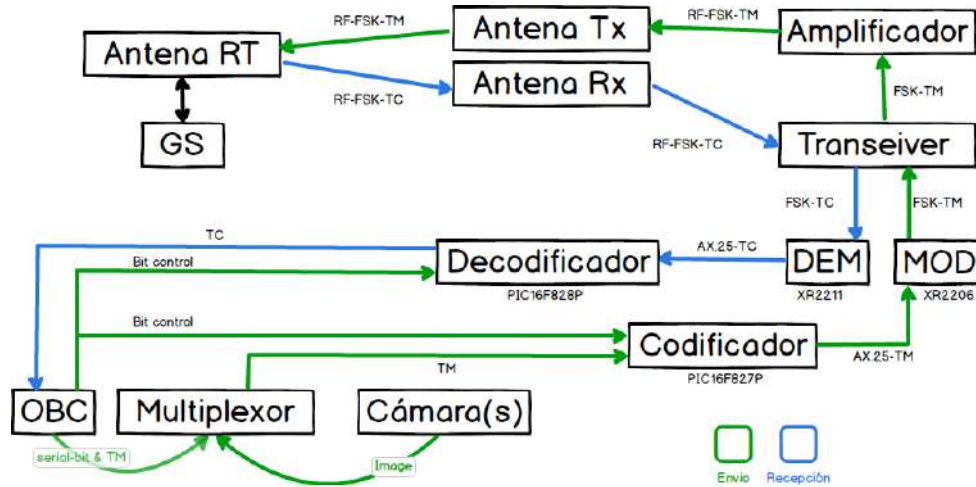 RF-FSK-TM
Antena Tx
RF-FSK-TM
Amplificador
Antena RT
RF-FSK-TC
Antena Rx
FSK-TM
GS
RF-FSK-TC
Transeiver
FSK-TC
FSK-TM
TC
AX.25-TC
Bit control
Decodificador
DEM
MOD
PIC16F828P
XR2211
XR2206
Bit control
Codificador
TM
AX.25-TM
PIC16F827P
OBC
Multiplexor
Cámara(s)
serial-bit & TM
Image
Envio
Recepción